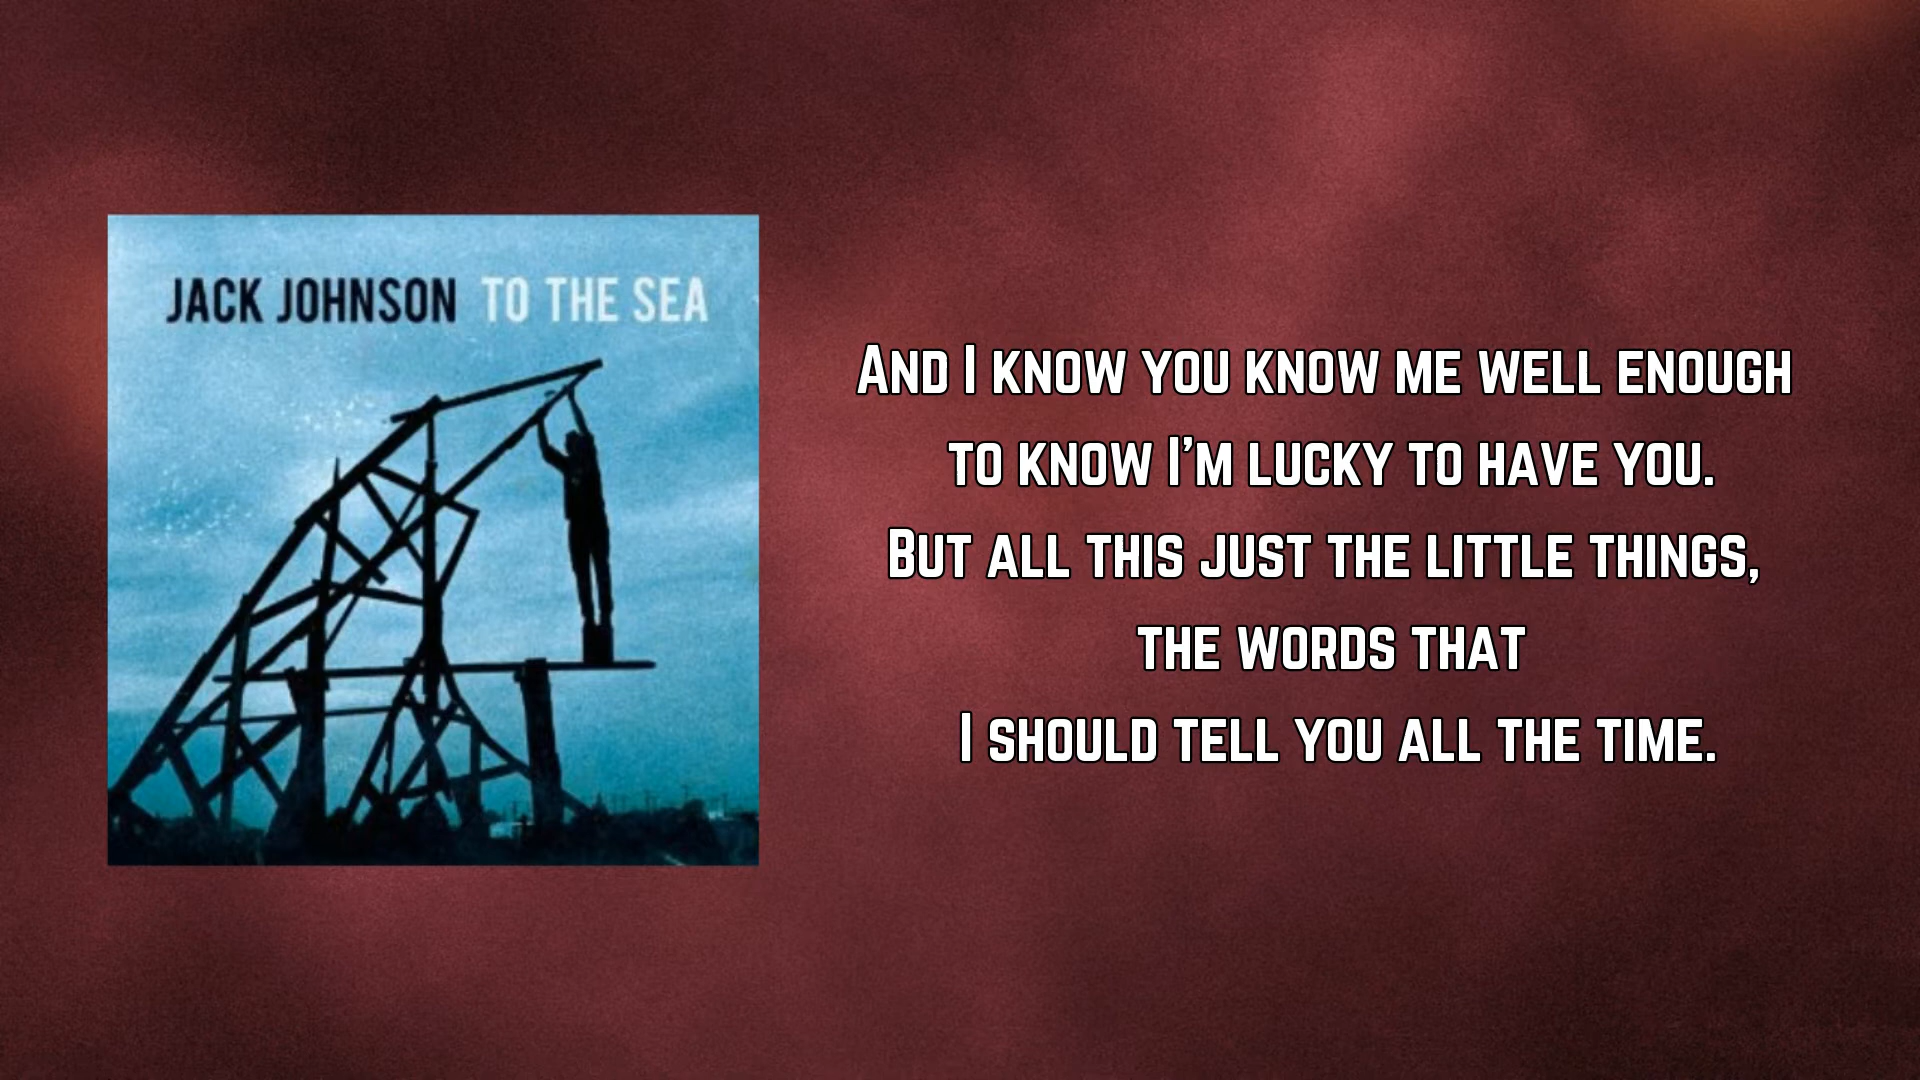 JACK JOHNSON TO THE SEA
AND I KNOW YOU KNOW ME WELL ENOUGH
TO KNOW I'M LUCKY TO HAVE YOU.
BUT ALL THIS JUST THE LITTLE THINGS,
THE WORDS THAT
I SHOULD TELL YOU ALL THE TIME.